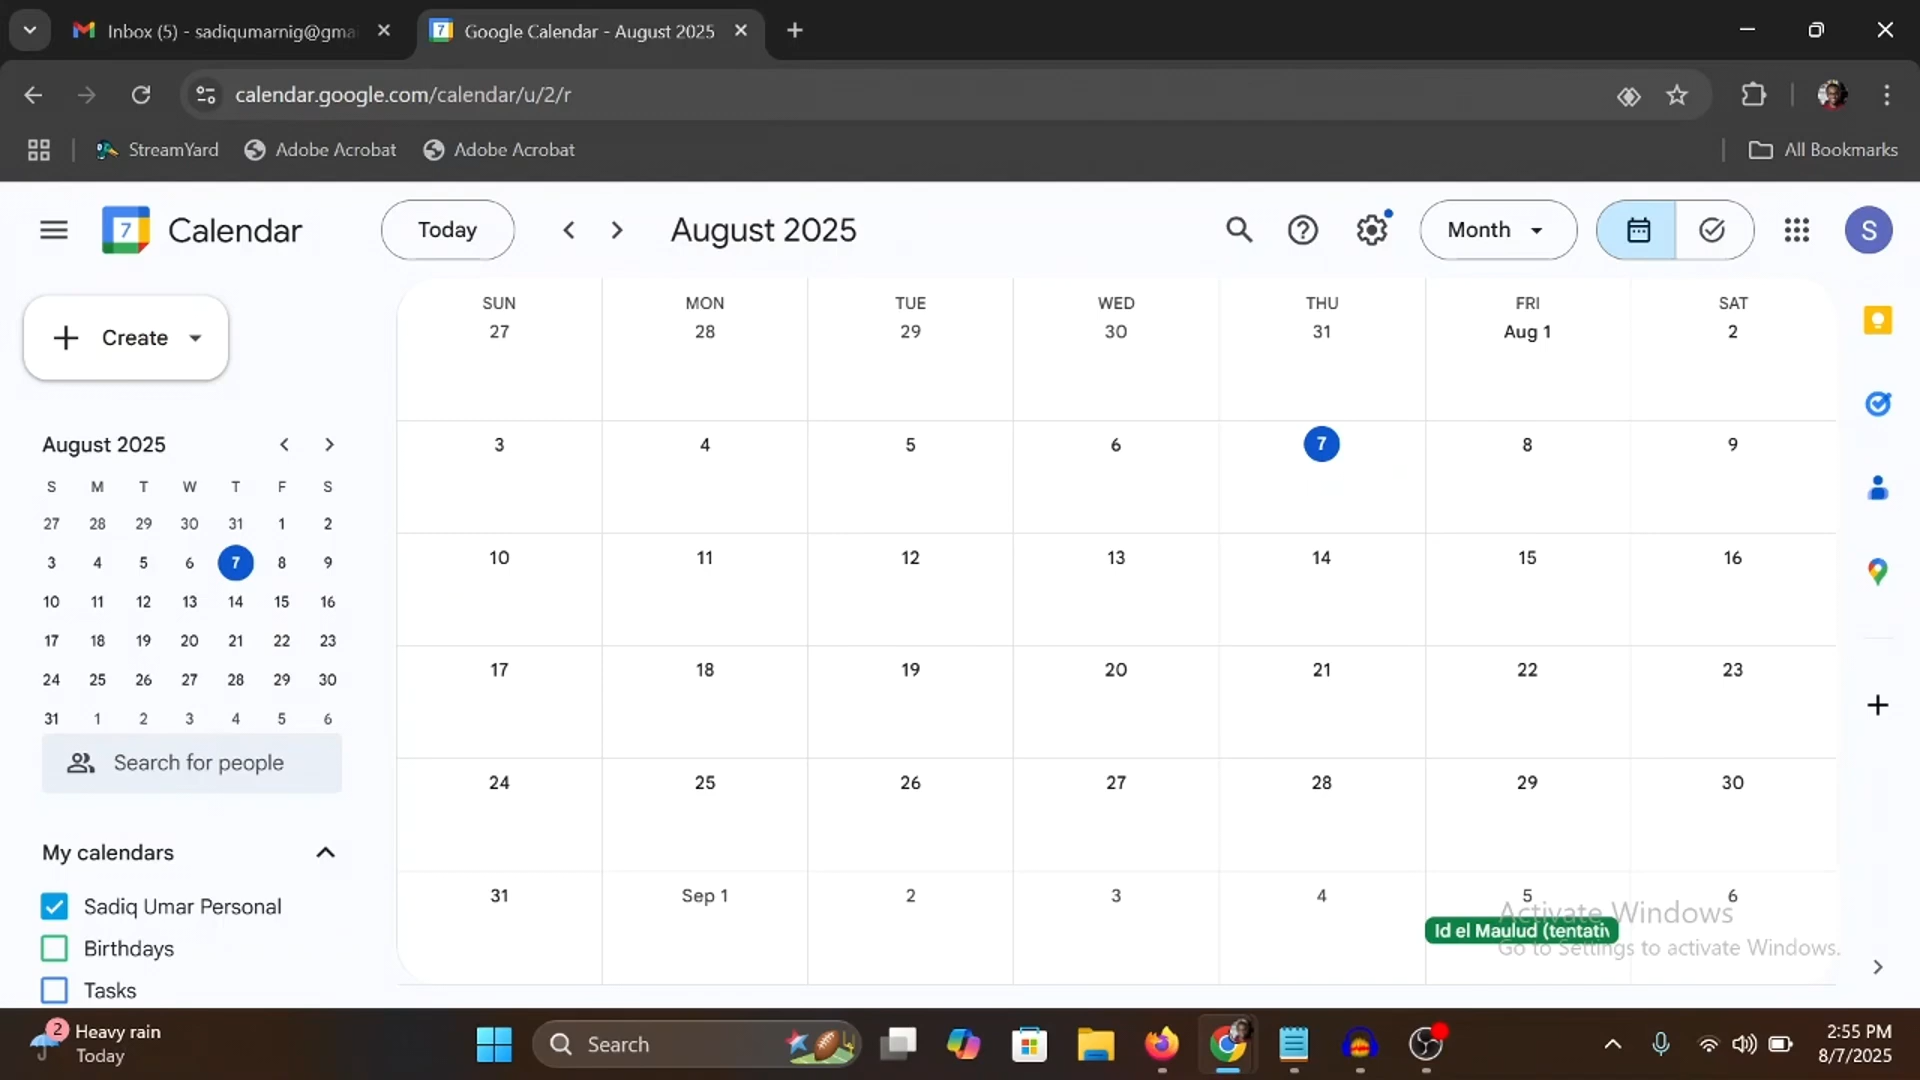 Inbox (5) - sadiqumarnig@gma
Google Calendar - August 2025
calendar.google.com/calendar/u/2/r
StreamYard
Adobe Acrobat
Adobe Acrobat
All Bookmarks
7
Calendar
Today
August 2025
Month
S
Create
August 2025
S M T W T F S
27 28 29 30 31 1 2
3 4 5 6 7 8 9
10 11 12 13 14 15 16
17 18 19 20 21 22 23
24 25 26 27 28 29 30
31 1 2 3 4 5 6
Search for people
My calendars
Sadiq Umar Personal
Birthdays
Tasks
SUN MON TUE WED THU FRI SAT
27 28 29 30 31 Aug 1 2
3 4 5 6 7 8 9
10 11 12 13 14 15 16
17 18 19 20 21 22 23
24 25 26 27 28 29 30
31 Sep 1 2 3 4 5 6
Id el Maulud (tentativ
Activate Windows
Go to Settings to activate Windows.
2
Heavy rain
Today
Search
2:55 PM
8/7/2025